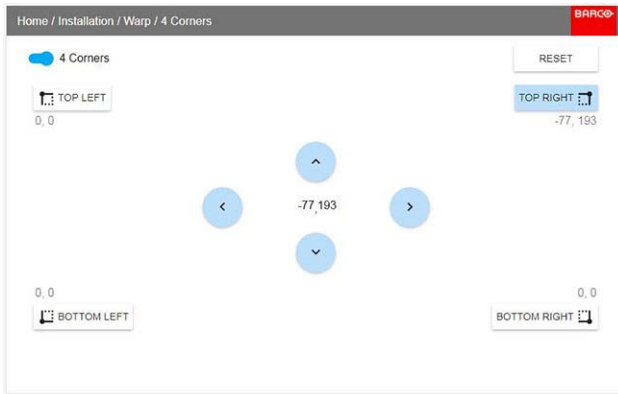 Home / Installation / Warp / 4 Corners
BARCO
4 Corners
RESET
TOP LEFT
TOP RIGHT
0, 0
-77, 193
-77,193
0, 0
0, 0
BOTTOM LEFT
BOTTOM RIGHT